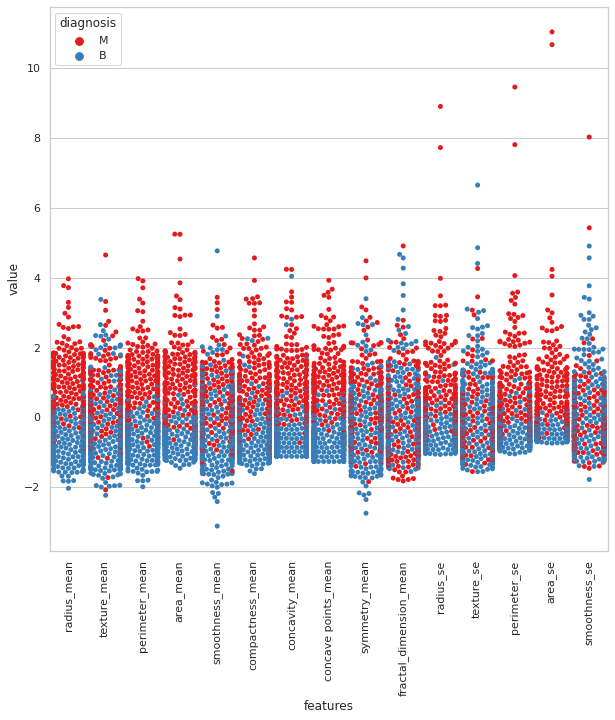 diagnosis
M
B
10
8
6
4
2
0
−2
value
radius_mean
texture_mean
perimeter_mean
area_mean
smoothness_mean
compactness_mean
concavity_mean
concave points_mean
symmetry_mean
fractal_dimension_mean
radius_se
texture_se
perimeter_se
area_se
smoothness_se
features